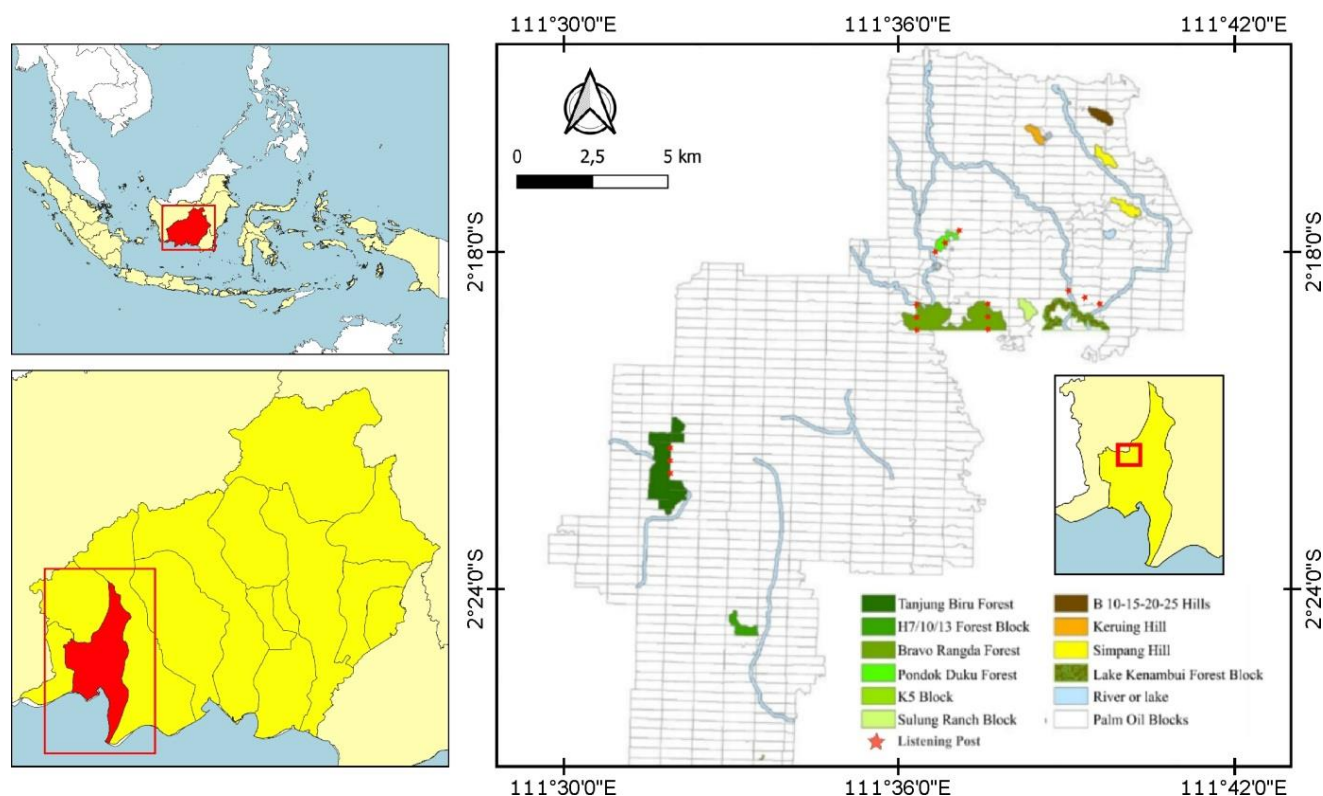 111°30'0"E
111°36'0"E
111°42'0"E
0 2,5 5 km
2°18'0"S
2°18'0"S
2°24'0"S
2°24'0"S
Tanjung Biru Forest
H7/10/13 Forest Block
Bravo Rangda Forest
Pondok Duku Forest
K5 Block
Sulung Ranch Block
Listening Post
B 10-15-20-25 Hills
Keruing Hill
Simpang Hill
Lake Kenambui Forest Block
River or lake
Palm Oil Blocks
111°30'0"E
111°36'0"E
111°42'0"E